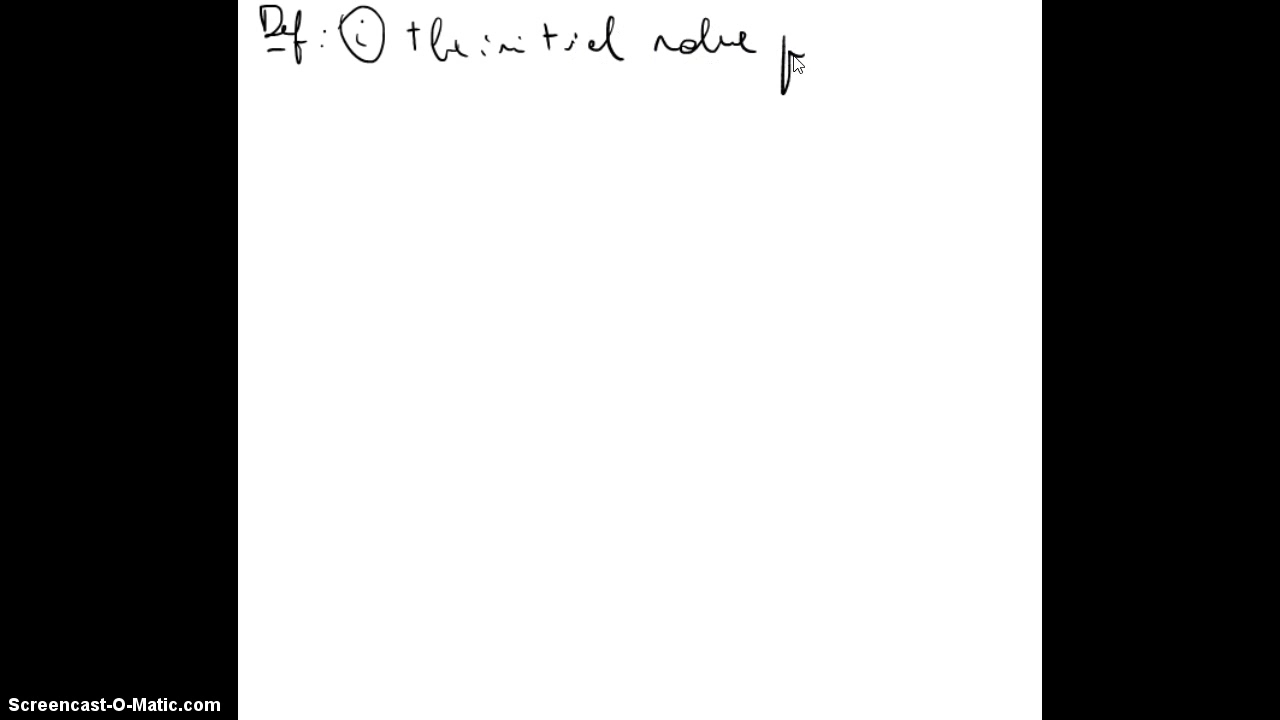 Def: (i) the initial value p
Screencast-O-Matic.com